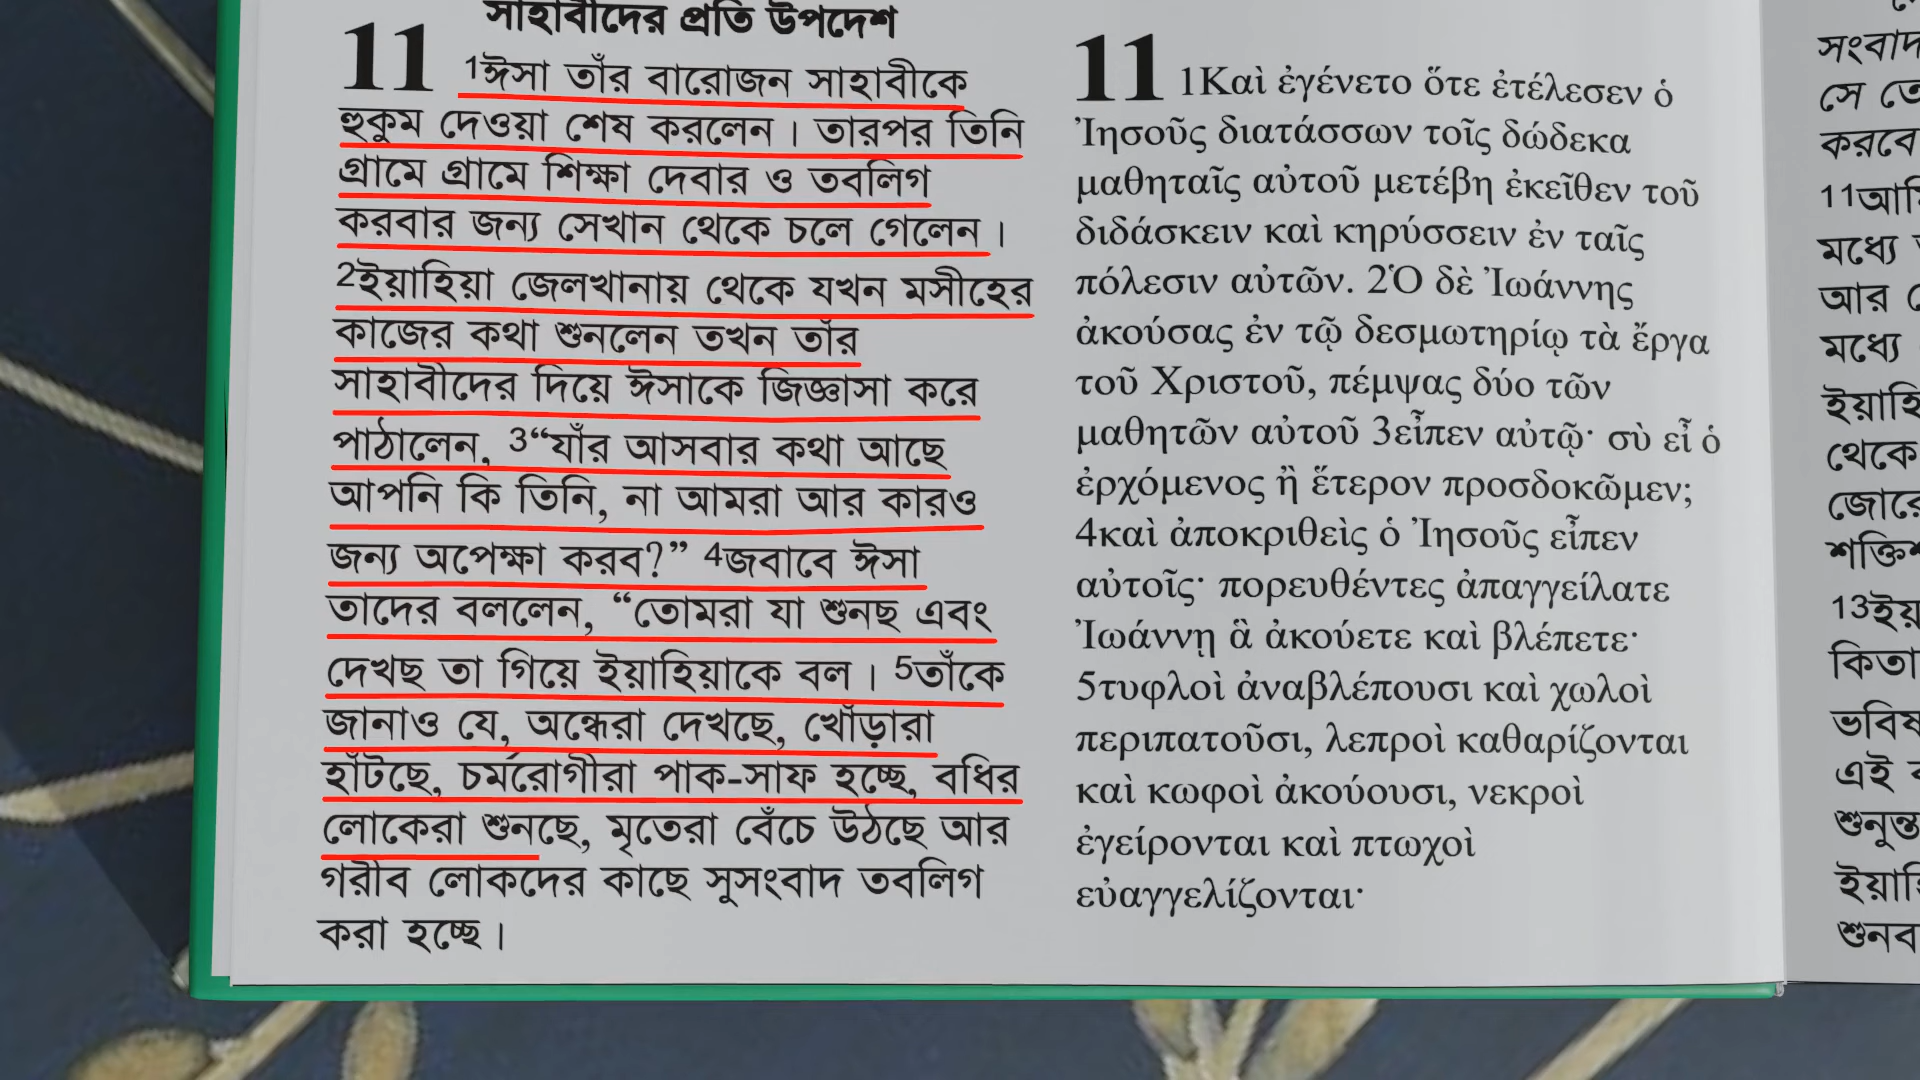 সাহাবীদের প্রতি উপদেশ
11 1ঈসা তাঁর বারোজন সাহাবীকে
হুকুম দেওয়া শেষ করলেন। তারপর তিনি
গ্রামে গ্রামে শিক্ষা দেবার ও তবলিগ
করবার জন্য সেখান থেকে চলে গেলেন।
2ইয়াহিয়া জেলখানায় থেকে যখন মসীহের
কাজের কথা শুনলেন তখন তাঁর
সাহাবীদের দিয়ে ঈসাকে জিজ্ঞাসা করে
পাঠালেন, 3“যাঁর আসবার কথা আছে
আপনি কি তিনি, না আমরা আর কারও
জন্য অপেক্ষা করব?” 4জবাবে ঈসা
তাদের বললেন, “তোমরা যা শুনছ এবং
দেখছ তা গিয়ে ইয়াহিয়াকে বল। 5তাঁকে
জানাও যে, অন্ধেরা দেখছে, খোঁড়ারা
হাঁটছে, চর্মরোগীরা পাক-সাফ হচ্ছে, বধির
লোকেরা শুনছে, মৃতেরা বেঁচে উঠছে আর
গরীব লোকদের কাছে সুসংবাদ তবলিগ
করা হচ্ছে।
11 1Καὶ ἐγένετο ὅτε ἐτέλεσεν ὁ
Ἰησοῦς διατάσσων τοῖς δώδεκα
μαθηταῖς αὐτοῦ μετέβη ἐκεῖθεν τοῦ
διδάσκειν καὶ κηρύσσειν ἐν ταῖς
πόλεσιν αὐτῶν. 2Ὁ δὲ Ἰωάννης
ἀκούσας ἐν τῷ δεσμωτηρίῳ τὰ ἔργα
τοῦ Χριστοῦ, πέμψας δύο τῶν
μαθητῶν αὐτοῦ 3εἶπεν αὐτῷ· σὺ εἶ ὁ
ἐρχόμενος ἢ ἕτερον προσδοκῶμεν;
4καὶ ἀποκριθεὶς ὁ Ἰησοῦς εἶπεν
αὐτοῖς· πορευθέντες ἀπαγγείλατε
Ἰωάννῃ ἃ ἀκούετε καὶ βλέπετε·
5τυφλοὶ ἀναβλέπουσι καὶ χωλοὶ
περιπατοῦσι, λεπροὶ καθαρίζονται
καὶ κωφοὶ ἀκούουσι, νεκροὶ
ἐγείρονται καὶ πτωχοὶ
εὐαγγελίζονται·
সংবাদ
সে
করবে
মধ্যে
আর
মধ্যে
থেকে
এই